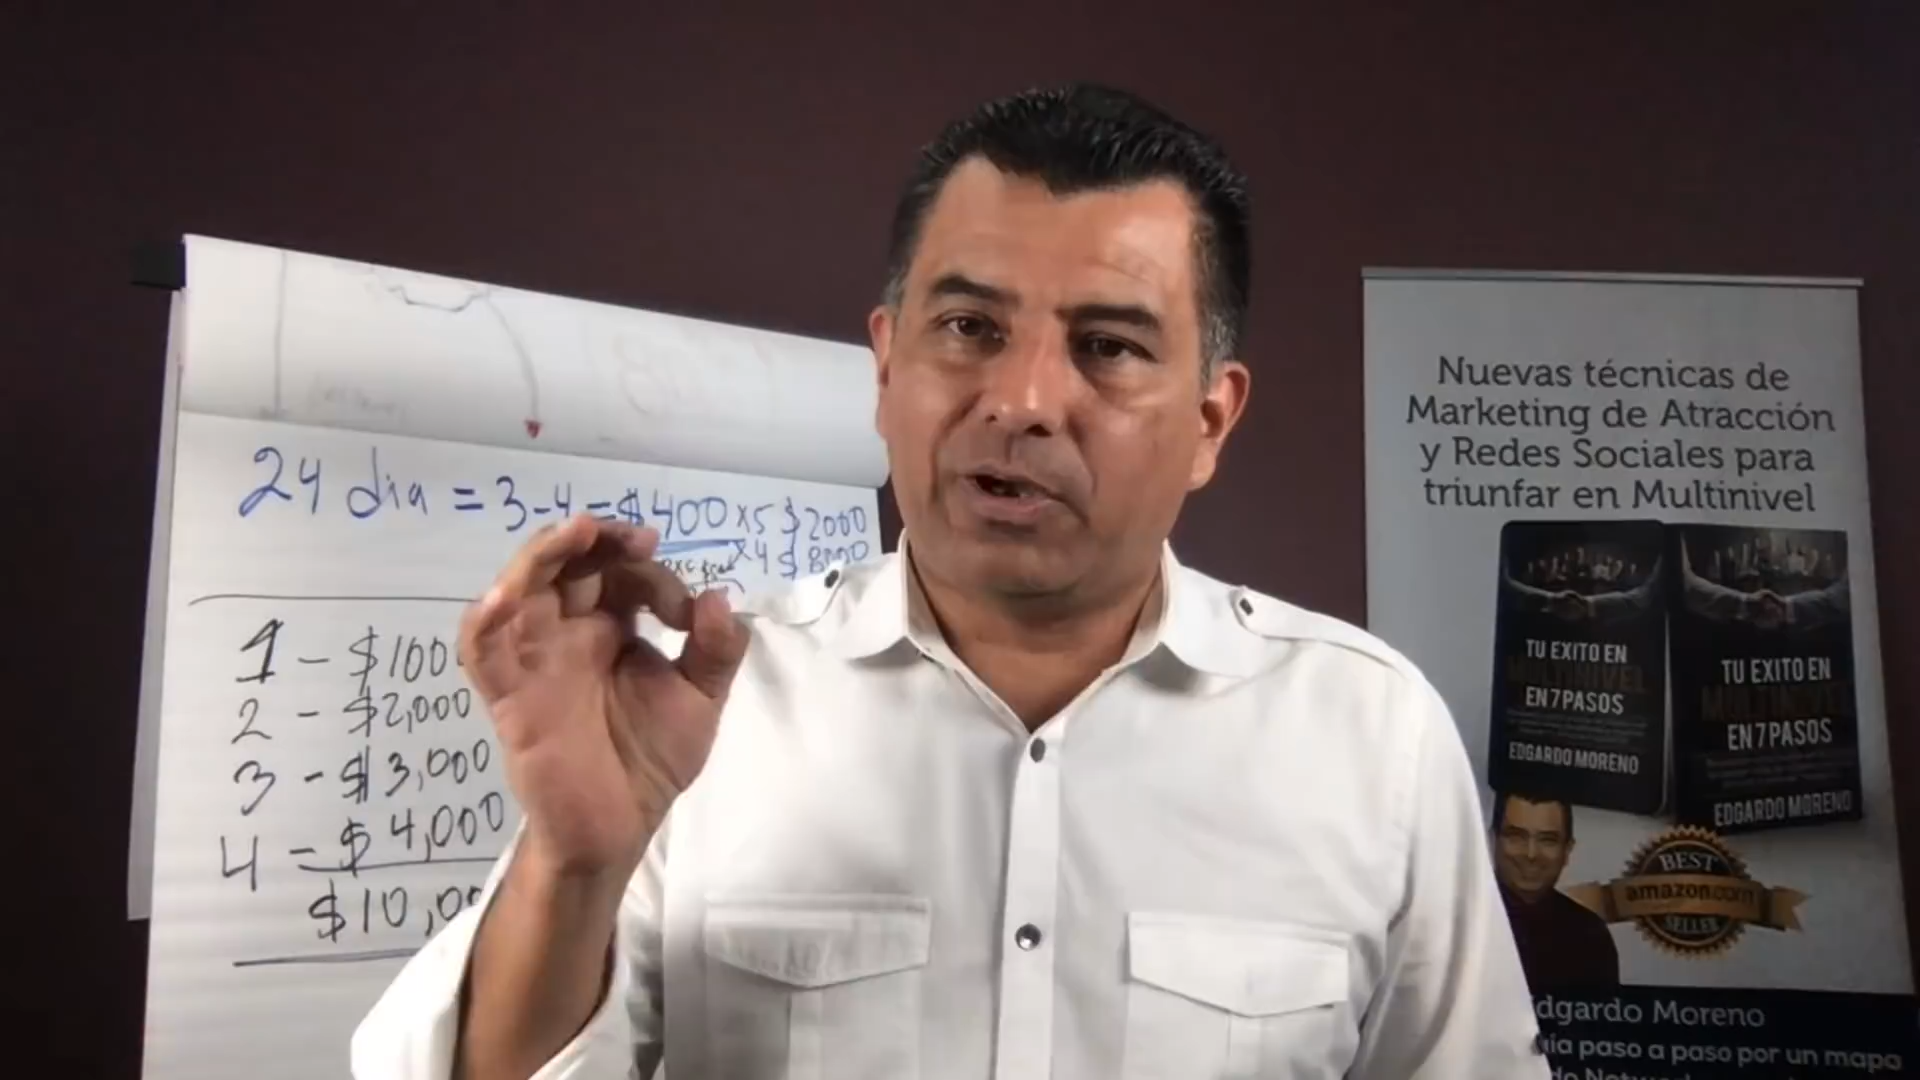 24 dia = 3-4 = $400 x5 $2000
x4 $8000
1 - $100
2 - $2,000
3 - $3,000
4 - $4,000
$10,00
Nuevas técnicas de
Marketing de Atracción
y Redes Sociales para
triunfar en Multinivel
TU EXITO EN
MULTINIVEL
EN 7 PASOS
EDGARDO MORENO
TU EXITO EN
MULTINIVEL
EN 7 PASOS
EDGARDO MORENO
BEST
amazon.com
SELLER
dgardo Moreno
uía paso a paso por un mapa